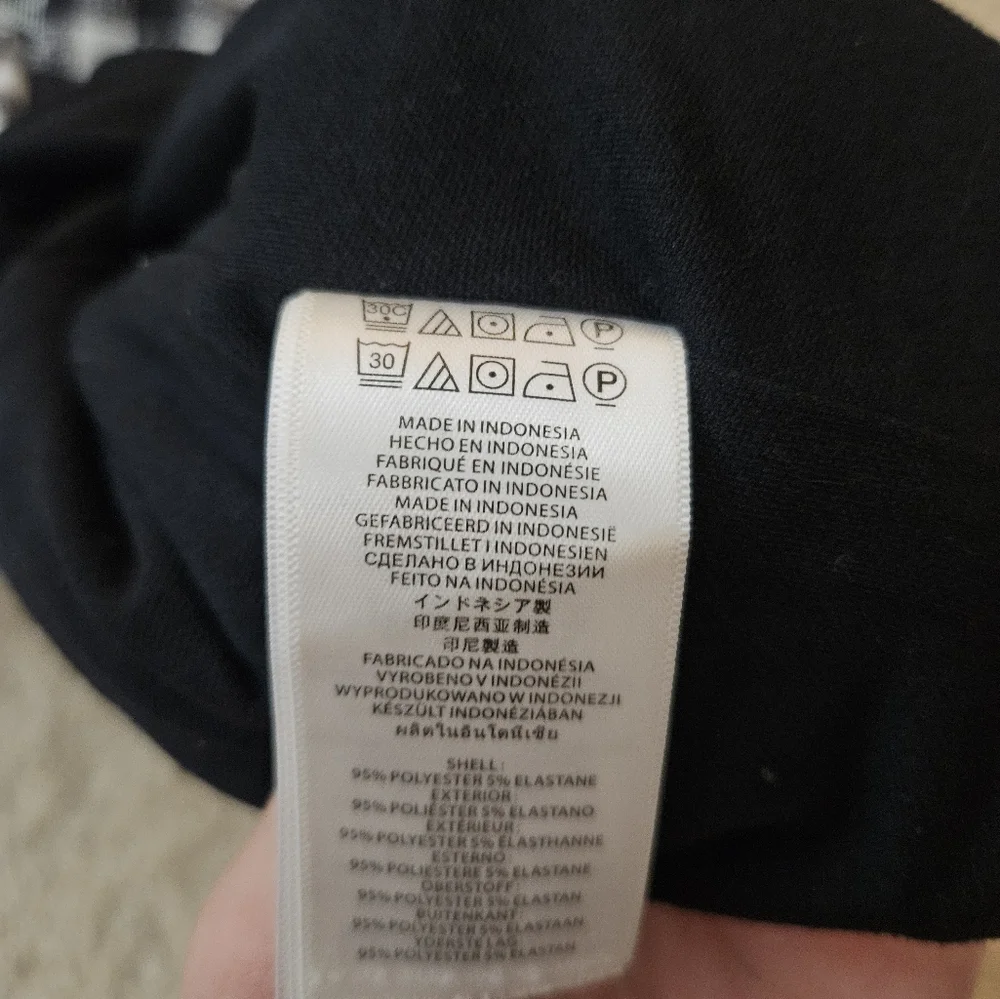 30C
30 P
MADE IN INDONESIA
HECHO EN INDONESIA
FABRIQUÉ EN INDONÉSIE
FABBRICATO IN INDONESIA
MADE IN INDONESIA
GEFABRICEERD IN INDONESIË
FREMSTILLET I INDONESIEN
СДЕЛАНО В ИНДОНЕЗИИ
FEITO NA INDONÉSIA
インドネシア製
印度尼西亚制造
印尼製造
FABRICADO NA INDONÉSIA
VYROBENO V INDONÉZII
WYPRODUKOWANO W INDONEZJI
KÉSZÜLT INDONÉZIÁBAN
ผลิตในอินโดนีเซีย
SHELL:
95% POLYESTER 5% ELASTANE
EXTERIOR:
95% POLIÉSTER 5% ELASTANO
EXTÉRIEUR:
95% POLYESTER 5% ÉLASTHANNE
ESTERNO:
95% POLIESTERE 5% ELASTANE
OBERSTOFF:
95% POLYESTER 5% ELASTAN
BUITENKANT:
95% POLYESTER 5% ELASTAAN
YDERSTE LAG:
95% POLYESTER 5% ELASTAN